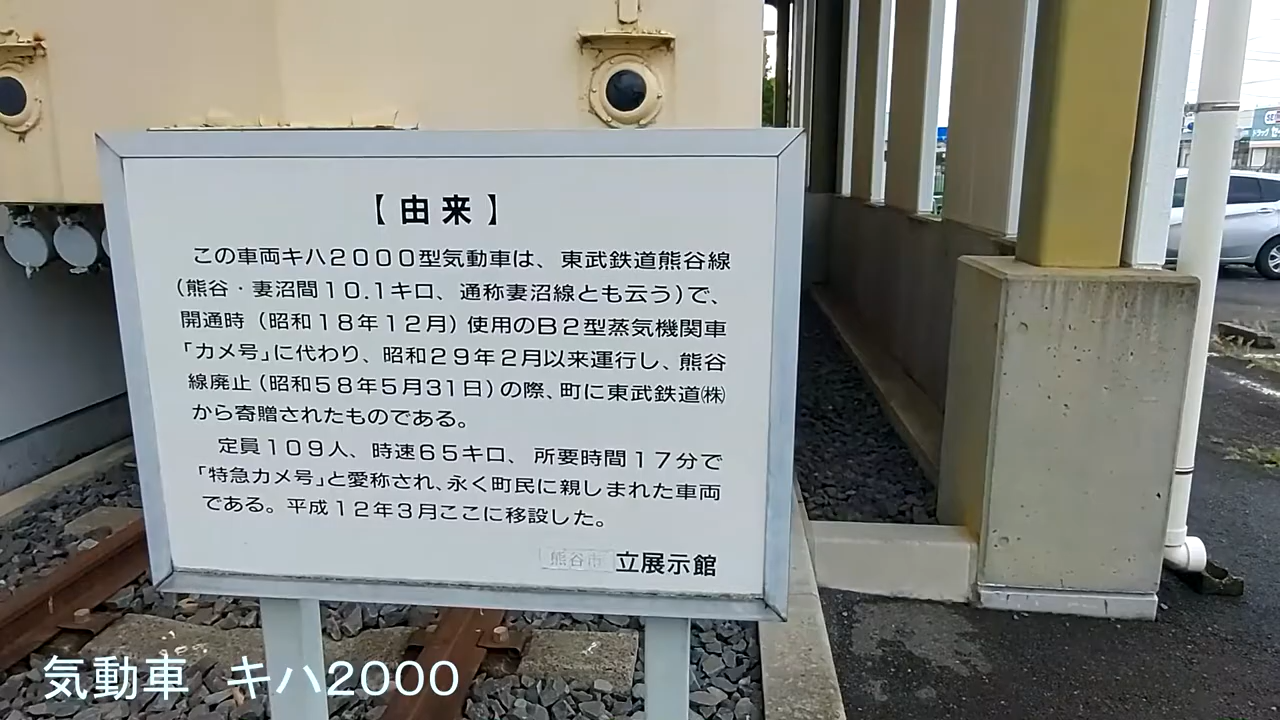 【由来】
この車両キハ2000型気動車は、東武鉄道熊谷線
(熊谷・妻沼間10.1キロ、通称妻沼線とも云う)で、
開通時(昭和18年12月)使用のB2型蒸気機関車
「カメ号」に代わり、昭和29年2月以来運行し、熊谷
線廃止(昭和58年5月31日)の際、町に東武鉄道㈱
から寄贈されたものである。
定員109人、時速65キロ、所要時間17分で
「特急カメ号」と愛称され、永く町民に親しまれた車両
である。平成12年3月ここに移設した。
熊谷市立展示館
気動車 キハ2000